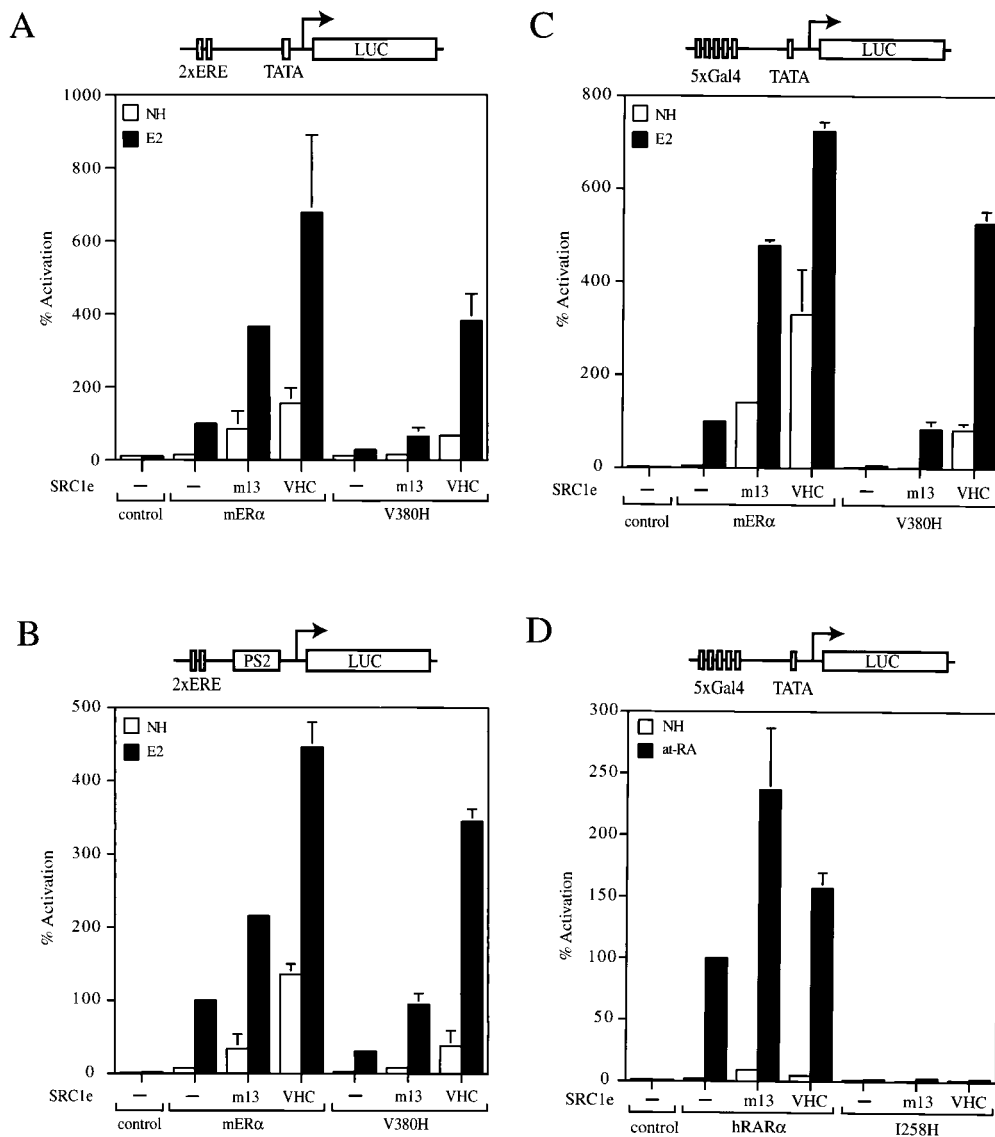 A
LUC
2xERE TATA
1000
800
600
400
200
0
% Activation
NH
E2
SRC1e – – m13 VHC – m13 VHC
control mERα V380H
C
LUC
5xGal4 TATA
800
600
400
200
0
% Activation
NH
E2
SRC1e – – m13 VHC – m13 VHC
control mERα V380H
B
PS2 LUC
2xERE
500
400
300
200
100
0
% Activation
NH
E2
SRC1e – – m13 VHC – m13 VHC
control mERα V380H
D
LUC
5xGal4 TATA
300
250
200
150
100
50
0
% Activation
NH
at-RA
SRC1e – – m13 VHC – m13 VHC
control hRARα I258H